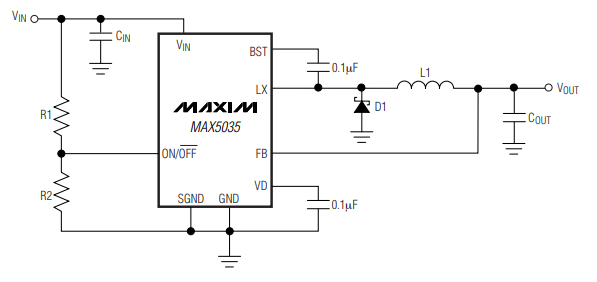 VIN
CIN
VIN
BST
0.1µF
LX
L1
VOUT
R1
D1
COUT
MAXIM
MAX5035
ON/OFF
FB
R2
VD
0.1µF
SGND GND